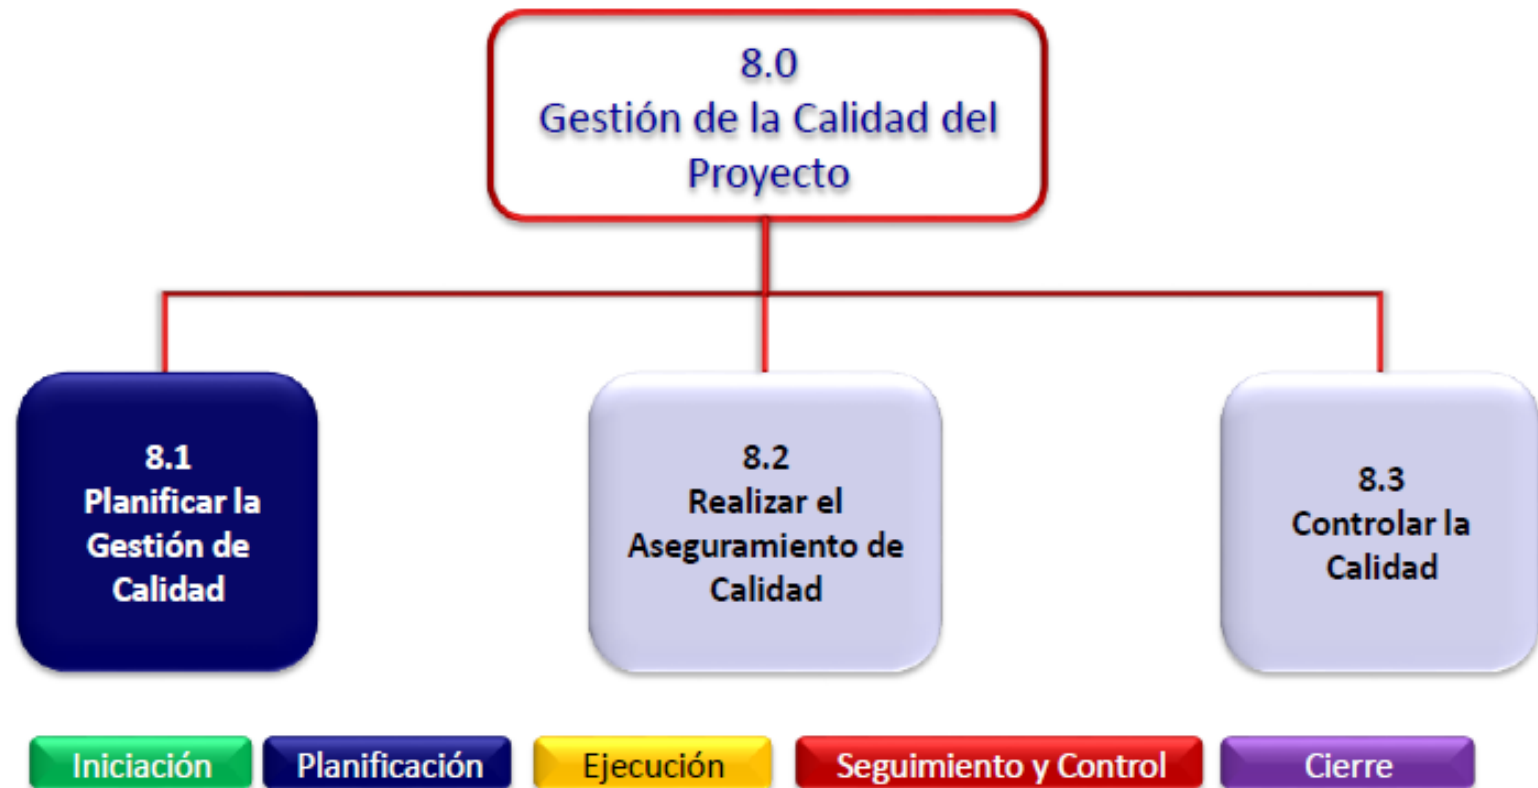 8.0
Gestión de la Calidad del
Proyecto
8.1
Planificar la
Gestión de
Calidad
8.2
Realizar el
Aseguramiento de
Calidad
8.3
Controlar la
Calidad
Iniciación
Planificación
Ejecución
Seguimiento y Control
Cierre